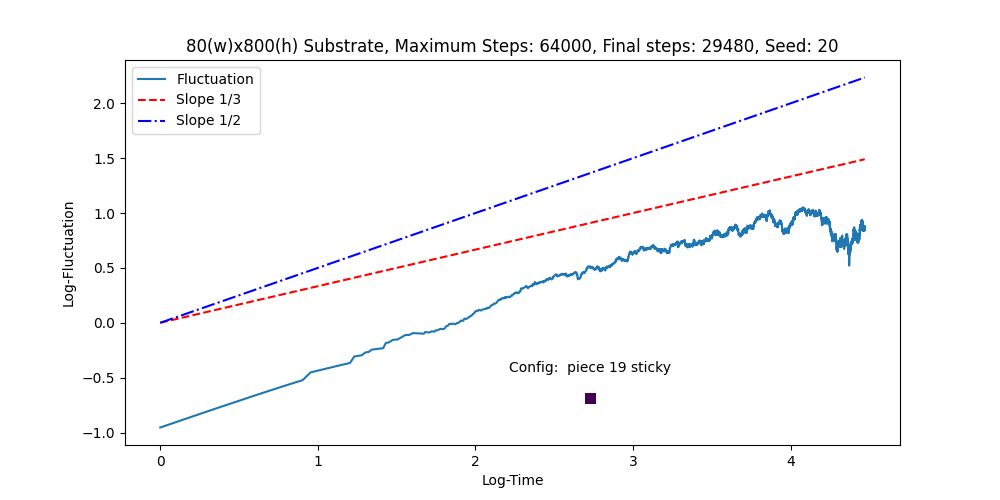 80(w)x800(h) Substrate, Maximum Steps: 64000, Final steps: 29480, Seed: 20
Fluctuation
Slope 1/3
Slope 1/2
2.0
1.5
1.0
0.5
0.0
−0.5
−1.0
Log-Fluctuation
Config:  piece 19 sticky
0 1 2 3 4
Log-Time